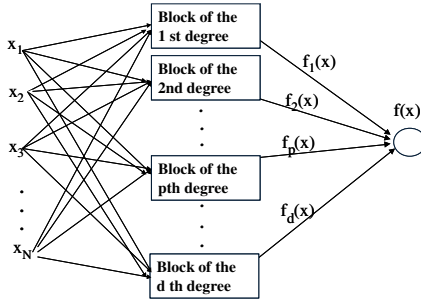 x1
x2
x3
xN
Block of the
1 st degree
Block of the
2nd degree
Block of the
pth degree
Block of the
d th degree
f1(x)
f2(x)
fp(x)
fd(x)
f(x)